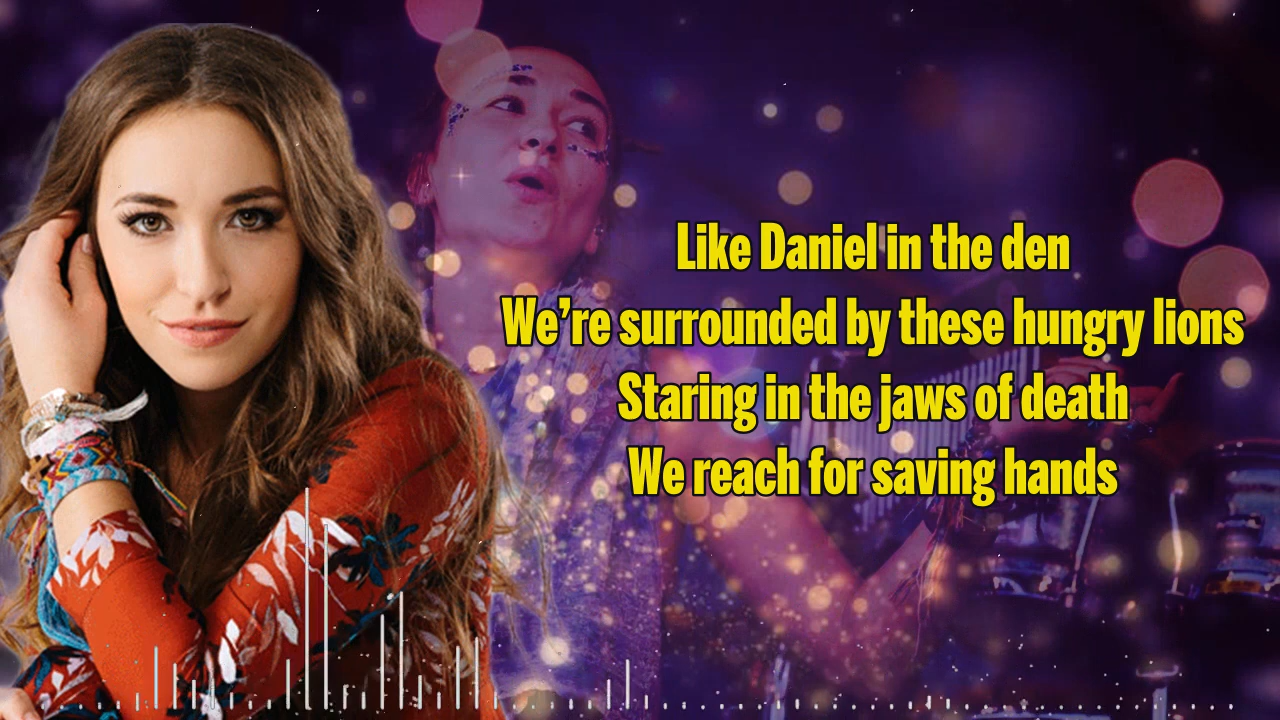 Like Daniel in the den
We’re surrounded by these hungry lions
Staring in the jaws of death
We reach for saving hands